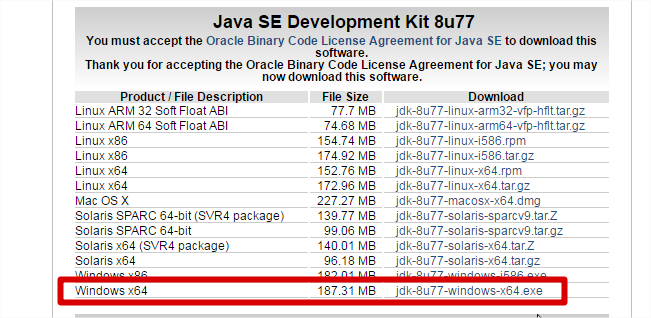 Java SE Development Kit 8u77
You must accept the Oracle Binary Code License Agreement for Java SE to download this
software.
Thank you for accepting the Oracle Binary Code License Agreement for Java SE; you may
now download this software.
Product / File Description File Size Download
Linux ARM 32 Soft Float ABI 77.7 MB jdk-8u77-linux-arm32-vfp-hflt.tar.gz
Linux ARM 64 Soft Float ABI 74.68 MB jdk-8u77-linux-arm64-vfp-hflt.tar.gz
Linux x86 154.74 MB jdk-8u77-linux-i586.rpm
Linux x86 174.92 MB jdk-8u77-linux-i586.tar.gz
Linux x64 152.76 MB jdk-8u77-linux-x64.rpm
Linux x64 172.96 MB jdk-8u77-linux-x64.tar.gz
Mac OS X 227.27 MB jdk-8u77-macosx-x64.dmg
Solaris SPARC 64-bit (SVR4 package) 139.77 MB jdk-8u77-solaris-sparcv9.tar.Z
Solaris SPARC 64-bit 99.06 MB jdk-8u77-solaris-sparcv9.tar.gz
Solaris x64 (SVR4 package) 140.01 MB jdk-8u77-solaris-x64.tar.Z
Solaris x64 96.18 MB jdk-8u77-solaris-x64.tar.gz
Windows x86 182.01 MB jdk-8u77-windows-i586.exe
Windows x64 187.31 MB jdk-8u77-windows-x64.exe